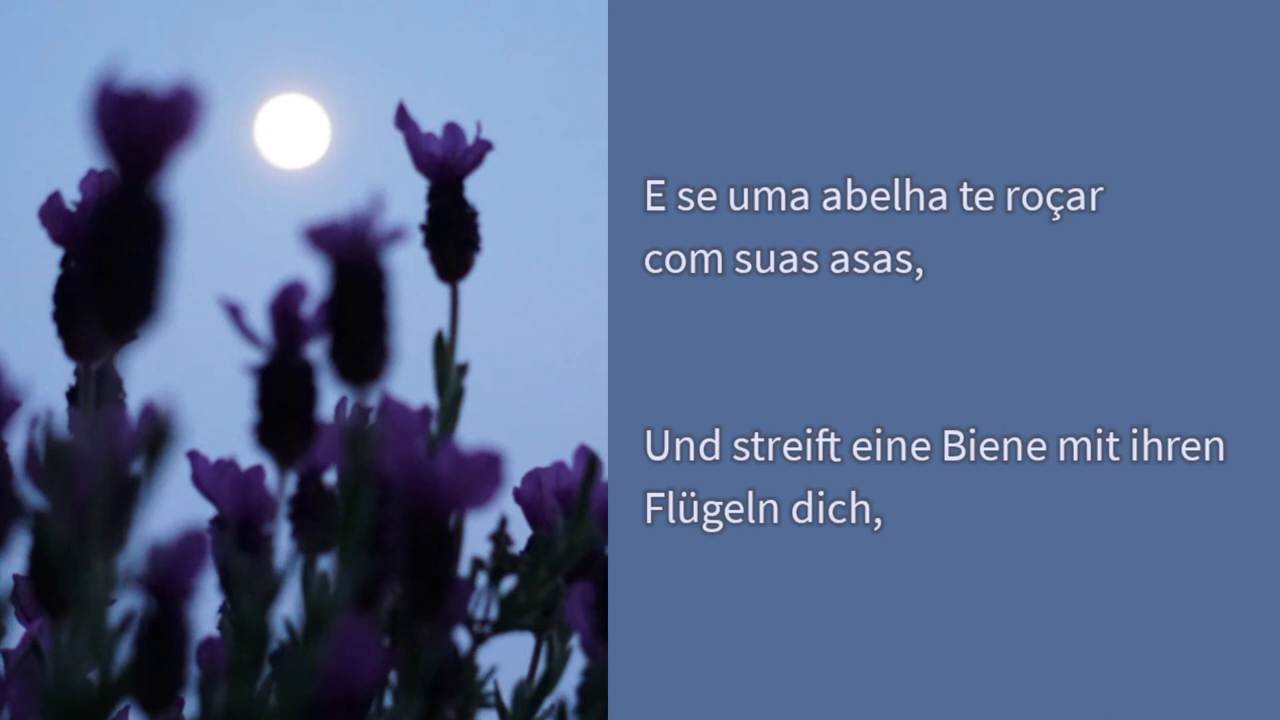 E se uma abelha te roçar
com suas asas,
Und streift eine Biene mit ihren
Flügeln dich,